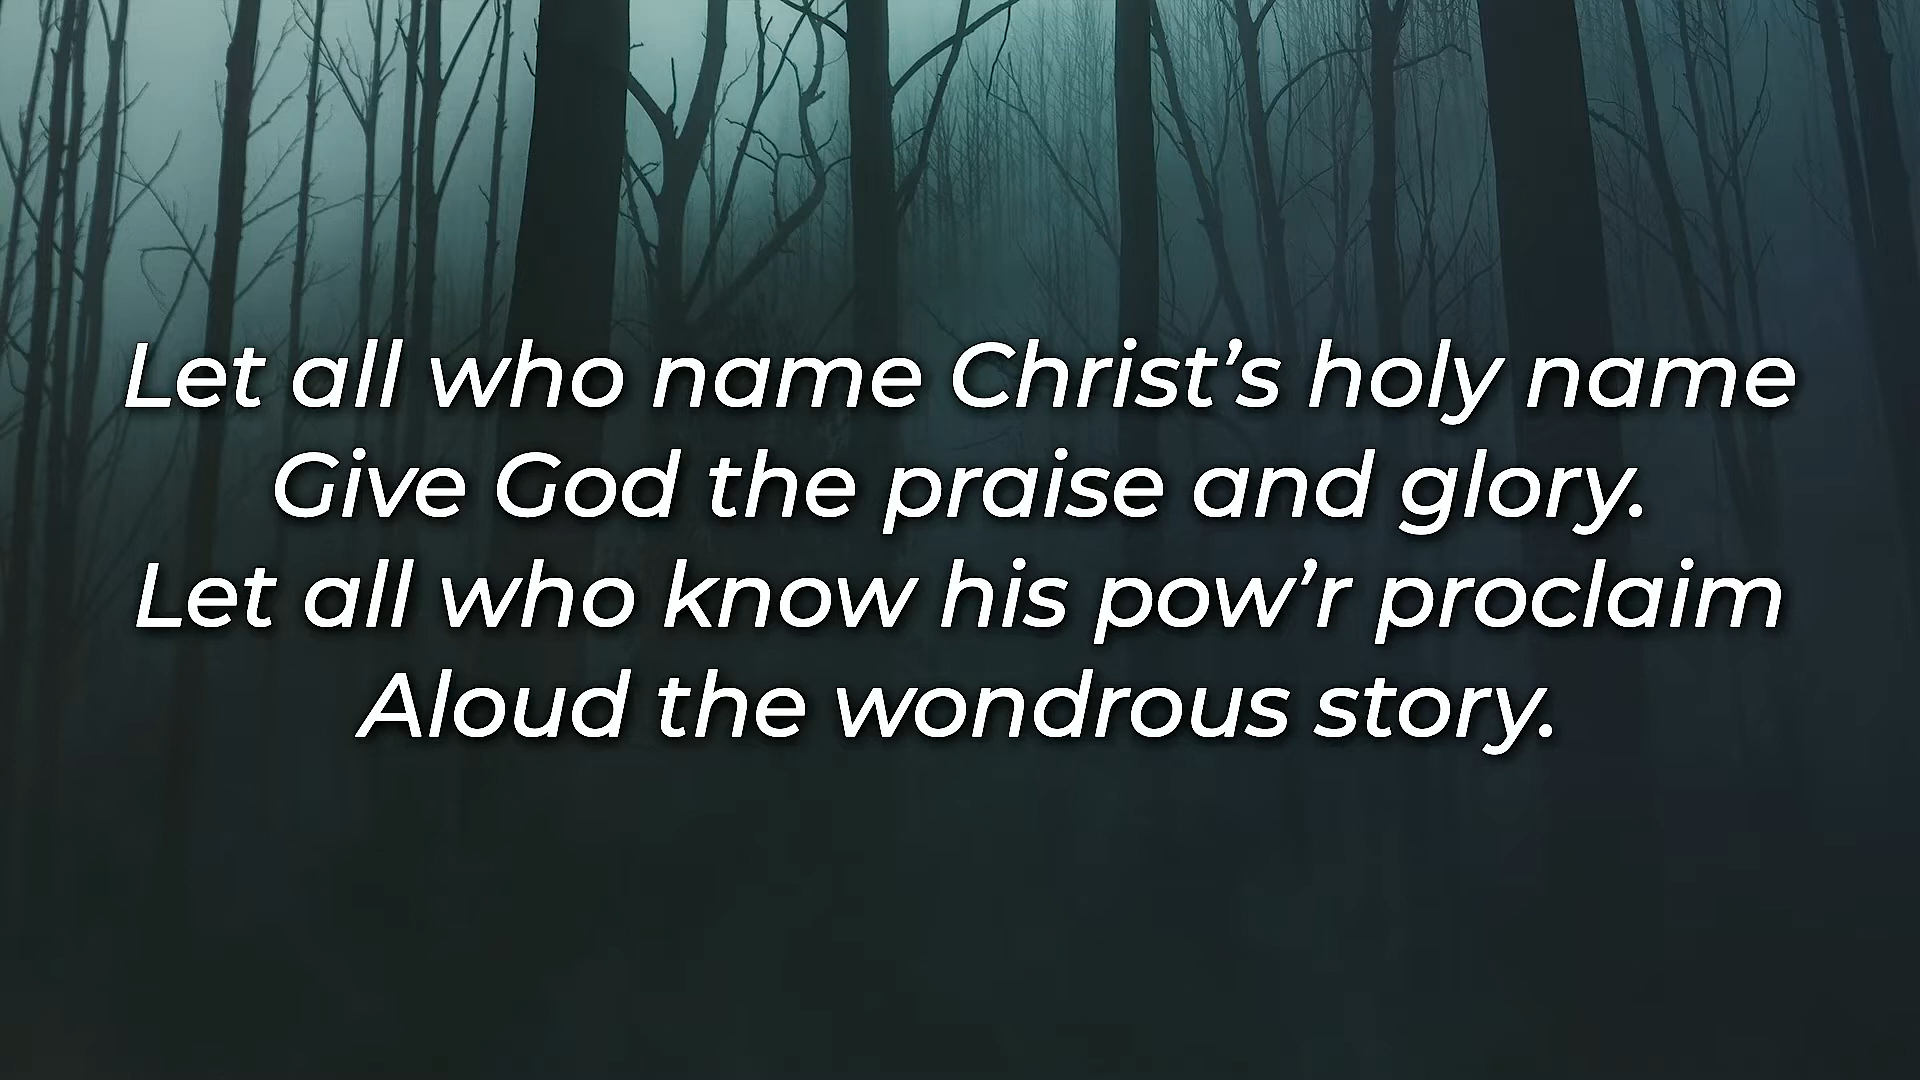 Let all who name Christ’s holy name
Give God the praise and glory.
Let all who know his pow’r proclaim
Aloud the wondrous story.